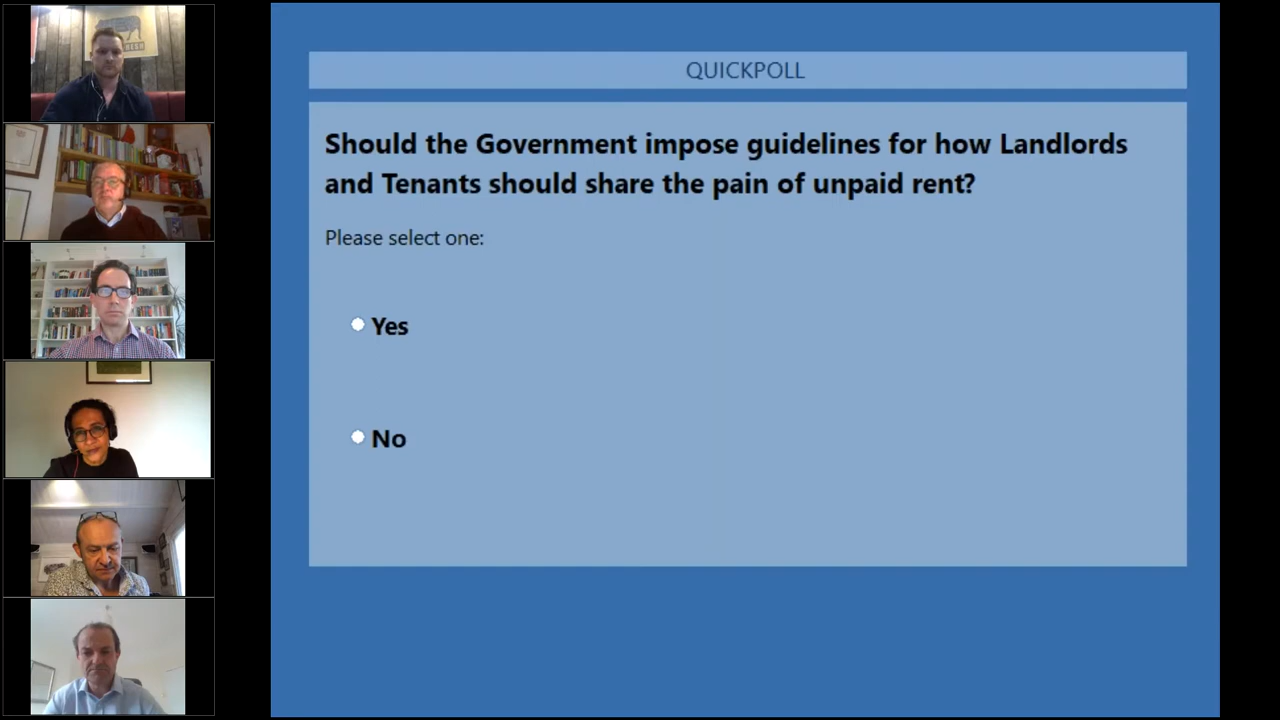 QUICKPOLL
Should the Government impose guidelines for how Landlords
and Tenants should share the pain of unpaid rent?
Please select one:
Yes
No